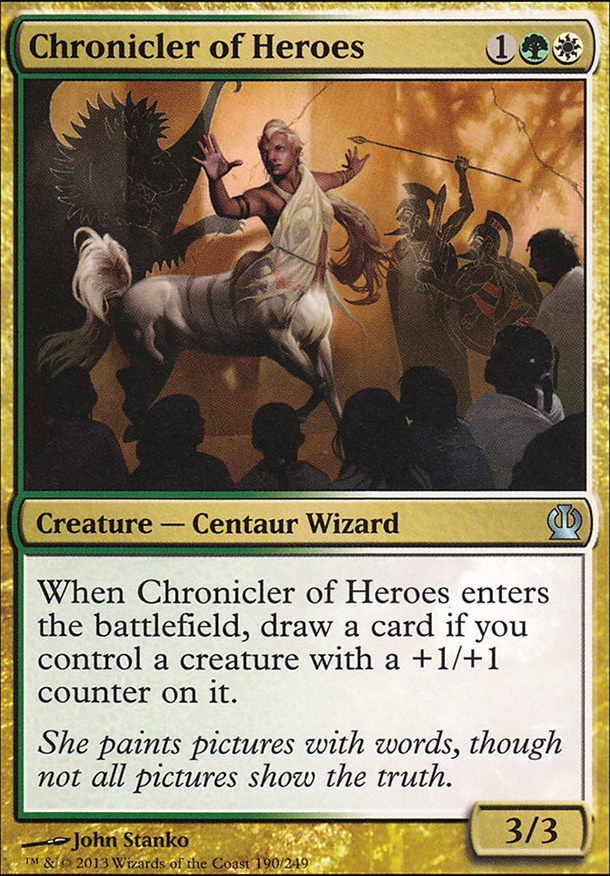 Chronicler of Heroes
1
Creature — Centaur Wizard
When Chronicler of Heroes enters
the battlefield, draw a card if you
control a creature with a +1/+1
counter on it.
She paints pictures with words, though
not all pictures show the truth.
3/3
John Stanko
™ & © 2013 Wizards of the Coast 190/249